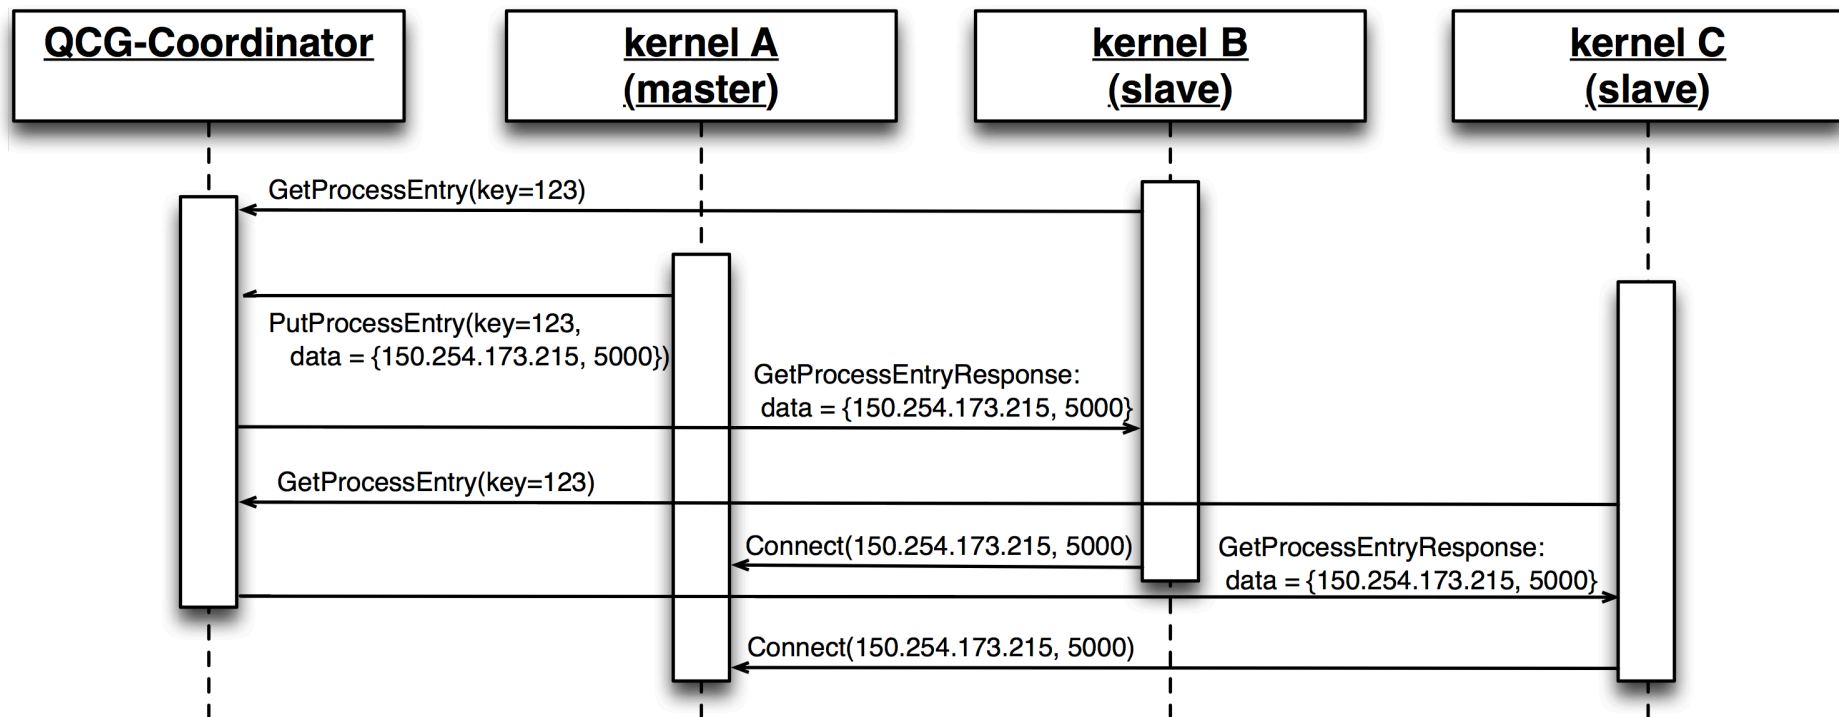 QCG-Coordinator
kernel A
(master)
kernel B
(slave)
kernel C
(slave)
GetProcessEntry(key=123)
PutProcessEntry(key=123,
data = {150.254.173.215, 5000})
GetProcessEntryResponse:
data = {150.254.173.215, 5000}
GetProcessEntry(key=123)
Connect(150.254.173.215, 5000)
GetProcessEntryResponse:
data = {150.254.173.215, 5000}
Connect(150.254.173.215, 5000)